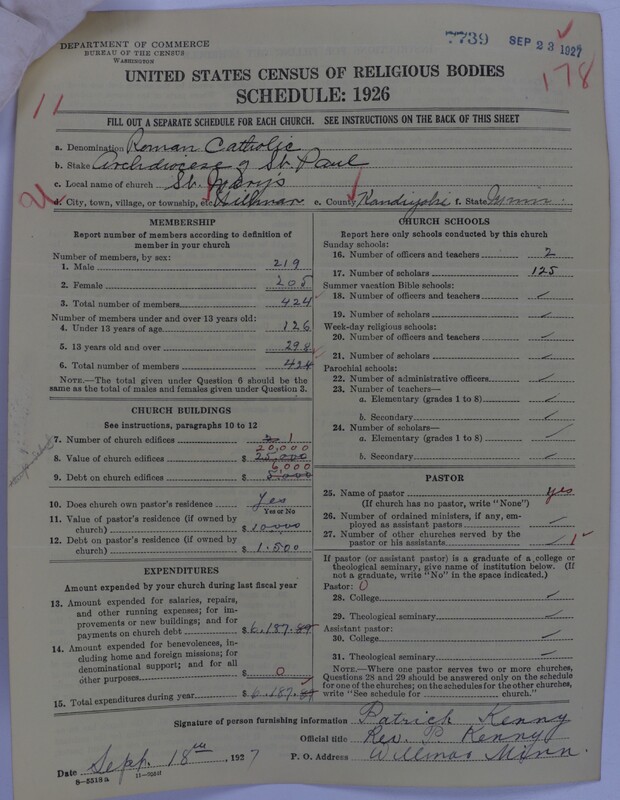 DEPARTMENT OF COMMERCE
BUREAU OF THE CENSUS
WASHINGTON
7739 SEP 23 1927
178
11
UNITED STATES CENSUS OF RELIGIOUS BODIES
SCHEDULE: 1926
FILL OUT A SEPARATE SCHEDULE FOR EACH CHURCH. SEE INSTRUCTIONS ON THE BACK OF THIS SHEET
a. Denomination Roman Catholic
b. Stake Archdiocese of St. Paul
c. Local name of church St. Mary's
d. City, town, village, or township, etc. Willmar e. County Kandiyohi f. State Minn.
MEMBERSHIP
Report number of members according to definition of
member in your church
Number of members, by sex:
1. Male 219
2. Female 205
3. Total number of members 424
Number of members under and over 13 years old:
4. Under 13 years of age 126
5. 13 years old and over 298
6. Total number of members 424
NOTE.—The total given under Question 6 should be the
same as the total of males and females given under Question 3.
CHURCH BUILDINGS
See instructions, paragraphs 10 to 12
7. Number of church edifices 2 1
20,000
8. Value of church edifices $ 25,000
6,000
9. Debt on church edifices $ 5,000
10. Does church own pastor's residence Yes
Yes or No
11. Value of pastor's residence (if owned by
church) $ 10000
12. Debt on pastor's residence (if owned by
church) $ 1.500
EXPENDITURES
Amount expended by your church during last fiscal year
13. Amount expended for salaries, repairs,
and other running expenses; for im-
provements or new buildings; and for
payments on church debt $ 6,187.87
14. Amount expended for benevolences, in-
cluding home and foreign missions; for
denominational support; and for all
other purposes $ 0
15. Total expenditures during year $ 6,187.87
CHURCH SCHOOLS
Report here only schools conducted by this church
Sunday schools:
16. Number of officers and teachers 2
17. Number of scholars 125
Summer vacation Bible schools:
18. Number of officers and teachers
19. Number of scholars
Week-day religious schools:
20. Number of officers and teachers
21. Number of scholars
Parochial schools:
22. Number of administrative officers
23. Number of teachers—
a. Elementary (grades 1 to 8)
b. Secondary
24. Number of scholars—
a. Elementary (grades 1 to 8)
b. Secondary
PASTOR
25. Name of pastor yes
(If church has no pastor, write "None")
26. Number of ordained ministers, if any, em-
ployed as assistant pastors
27. Number of other churches served by the
pastor or his assistants 1
If pastor (or assistant pastor) is a graduate of a college or
theological seminary, give name of institution below. (If
not a graduate, write "No" in the space indicated.)
Pastor: 0
28. College
29. Theological seminary
Assistant pastor:
30. College
31. Theological seminary
NOTE.—Where one pastor serves two or more churches,
Questions 28 and 29 should be answered only on the schedule
for one of the churches; on the schedules for the other churches,
write "See schedule for church."
Signature of person furnishing information Patrick Kenny
Official title Rev. P. Kenny
Date Sept. 18th, 1927 P. O. Address Willmar Minn.
8—5518a 11—9284